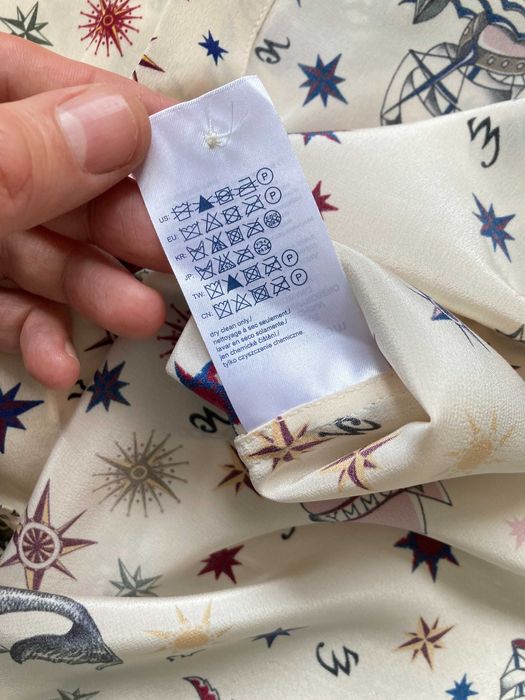 US:
EU:
KR:
JP:
TW:
CN:
dry clean only./
nettoyage à sec seulement/
lavar en seco solamente./
jen chemické čištění./
tylko czyszczenie chemiczne.